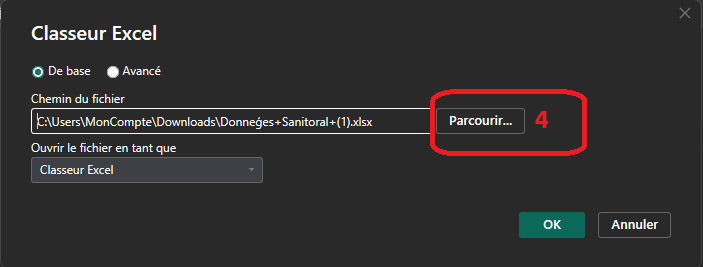 Classeur Excel
De base Avancé
Chemin du fichier
C:\Users\MonCompte\Downloads\Donneģes+Sanitoral+(1).xlsx Parcourir... 4
Ouvrir le fichier en tant que
Classeur Excel
OK Annuler